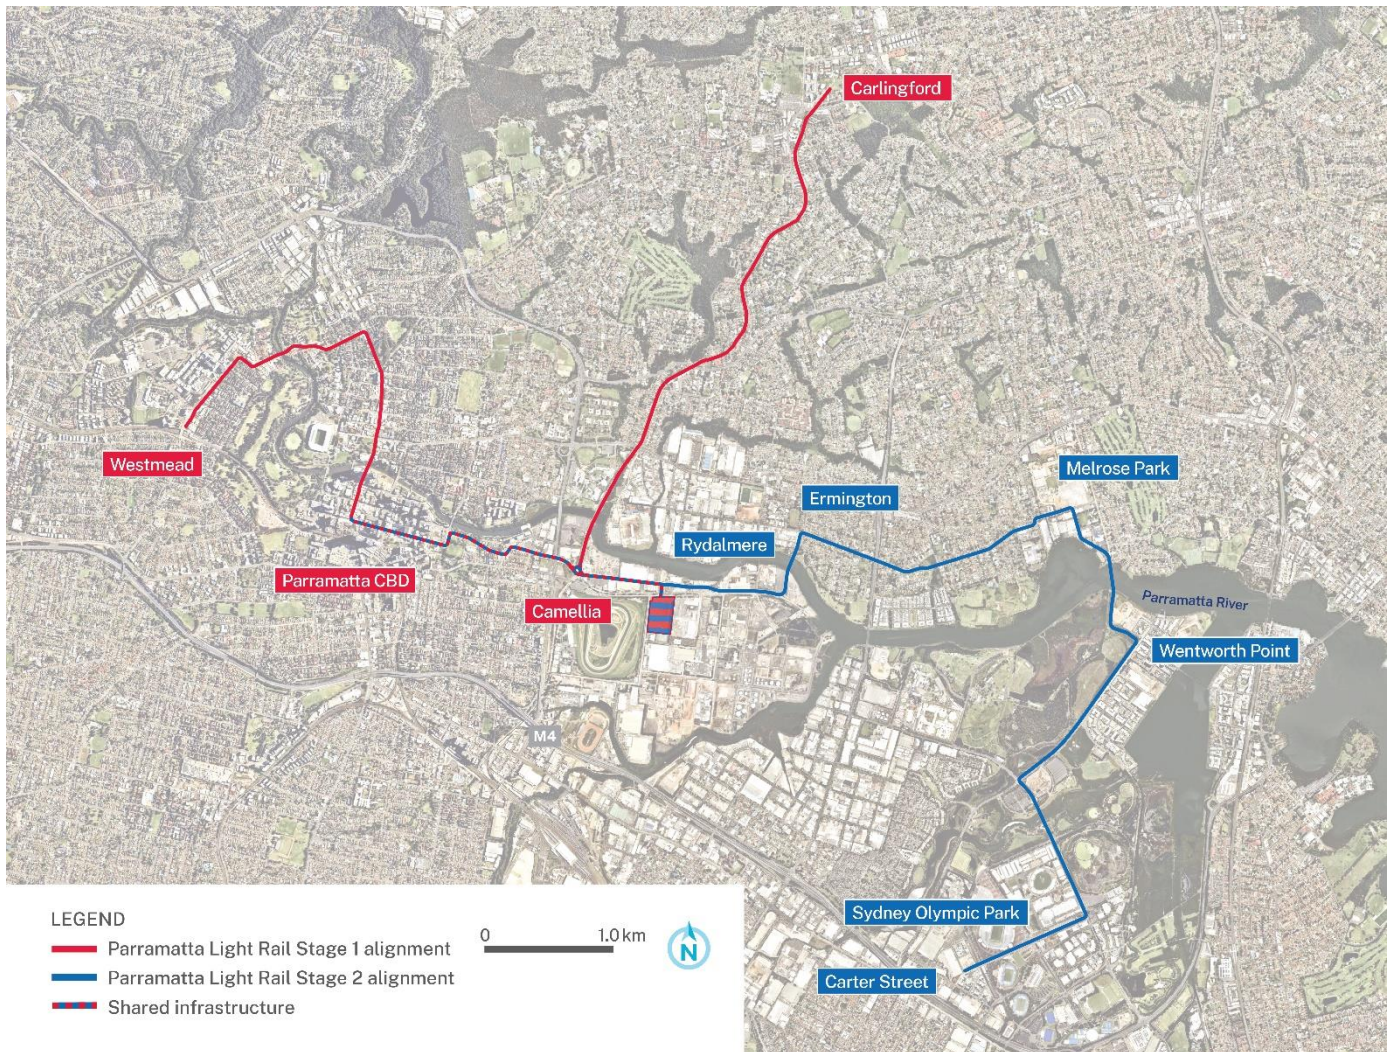 Carlingford
Westmead
Melrose Park
Ermington
Rydalmere
Parramatta CBD
Camellia
Parramatta River
Wentworth Point
M4
Sydney Olympic Park
Carter Street
LEGEND
Parramatta Light Rail Stage 1 alignment
Parramatta Light Rail Stage 2 alignment
Shared infrastructure
0 1.0 km
N